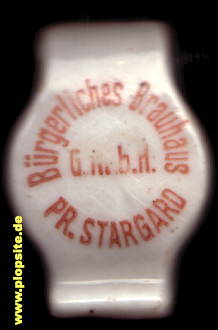 Bürgerliches Brauhaus
G.m.b.H.
PR. STARGARD
www.plopsite.de